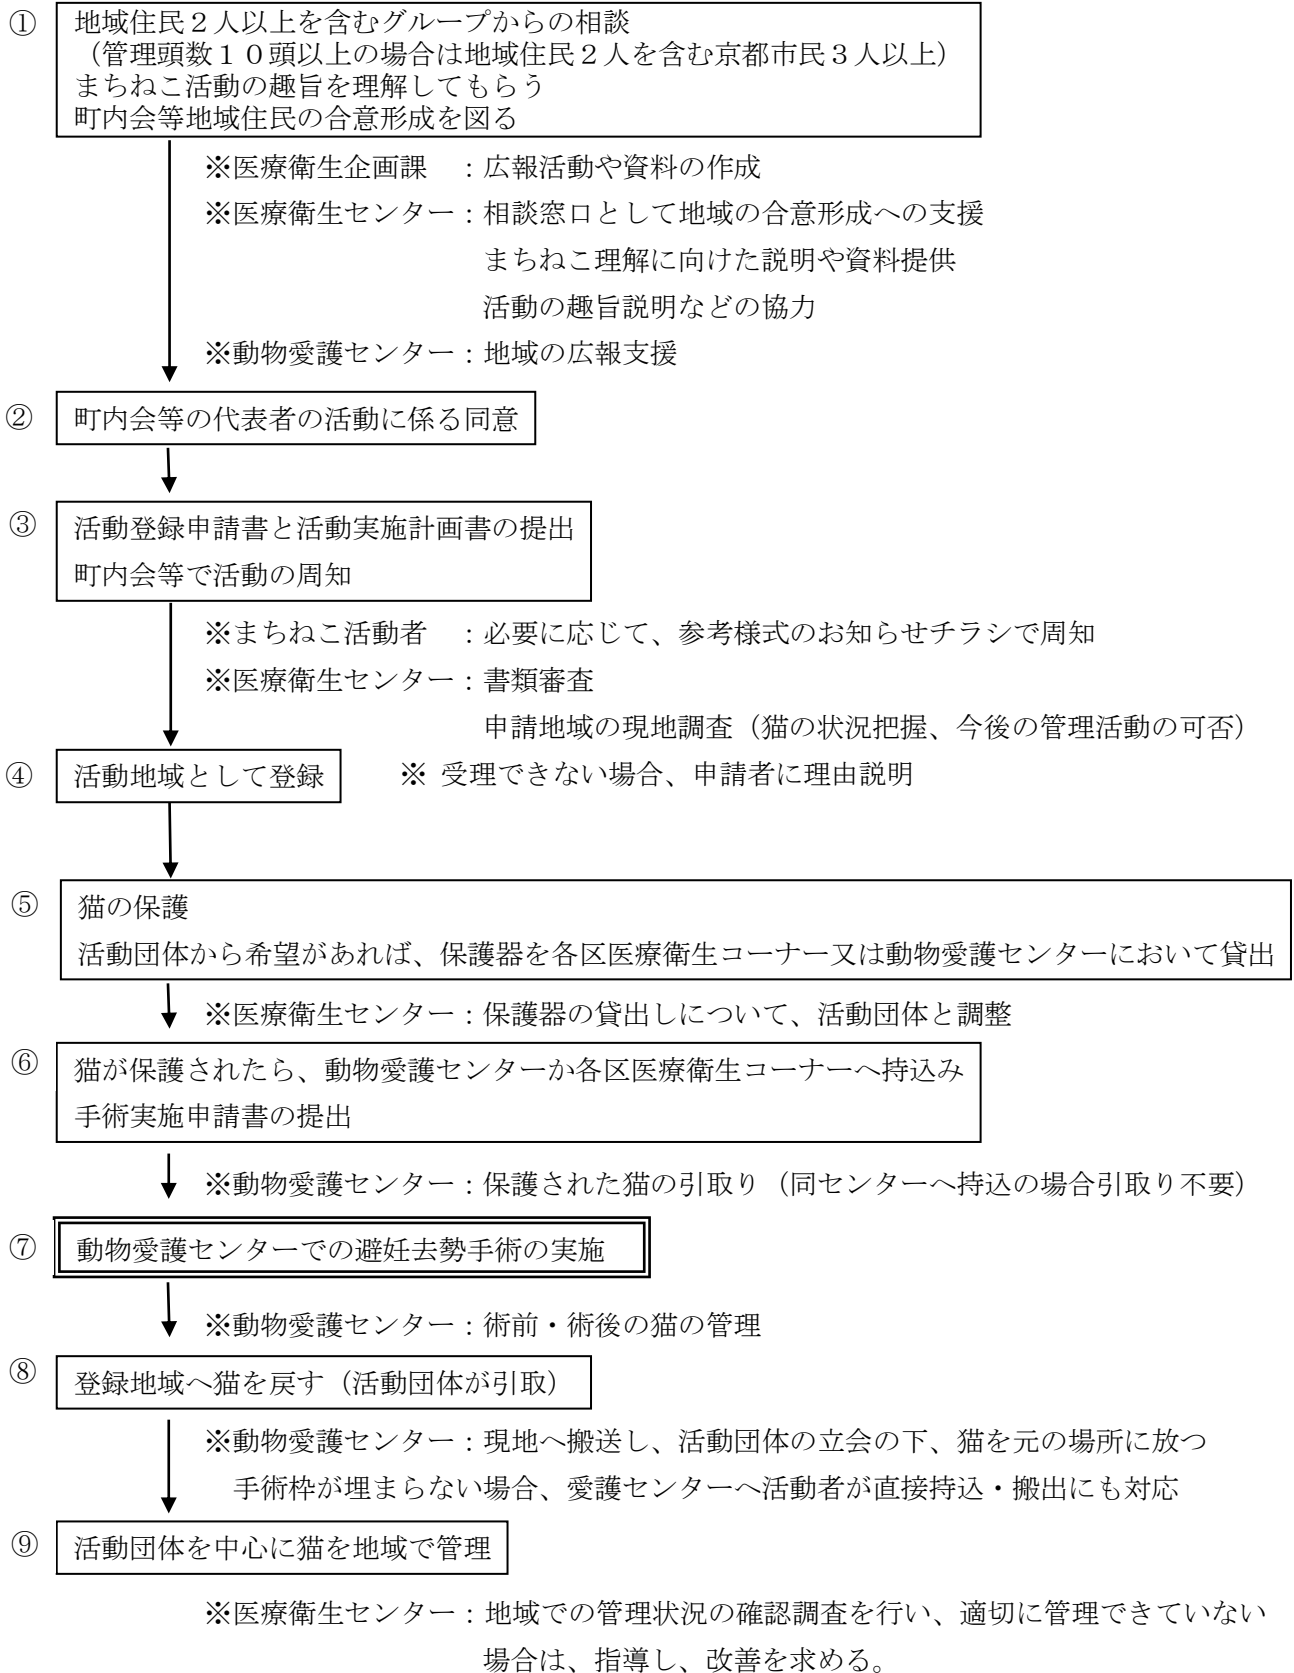 ① 地域住民２人以上を含むグループからの相談
（管理頭数１０頭以上の場合は地域住民２人を含む京都市民３人以上）
まちねこ活動の趣旨を理解してもらう
町内会等地域住民の合意形成を図る
※医療衛生企画課　：広報活動や資料の作成
※医療衛生センター：相談窓口として地域の合意形成への支援
まちねこ理解に向けた説明や資料提供
活動の趣旨説明などの協力
※動物愛護センター：地域の広報支援
② 町内会等の代表者の活動に係る同意
③ 活動登録申請書と活動実施計画書の提出
町内会等で活動の周知
※まちねこ活動者　：必要に応じて、参考様式のお知らせチラシで周知
※医療衛生センター：書類審査
申請地域の現地調査（猫の状況把握、今後の管理活動の可否）
④ 活動地域として登録　※ 受理できない場合、申請者に理由説明
⑤ 猫の保護
活動団体から希望があれば、保護器を各区医療衛生コーナー又は動物愛護センターにおいて貸出
※医療衛生センター：保護器の貸出しについて、活動団体と調整
⑥ 猫が保護されたら、動物愛護センターか各区医療衛生コーナーへ持込み
手術実施申請書の提出
※動物愛護センター：保護された猫の引取り（同センターへ持込の場合引取り不要）
⑦ 動物愛護センターでの避妊去勢手術の実施
※動物愛護センター：術前・術後の猫の管理
⑧ 登録地域へ猫を戻す（活動団体が引取）
※動物愛護センター：現地へ搬送し、活動団体の立会の下、猫を元の場所に放つ
手術枠が埋まらない場合、愛護センターへ活動者が直接持込・搬出にも対応
⑨ 活動団体を中心に猫を地域で管理
※医療衛生センター：地域での管理状況の確認調査を行い、適切に管理できていない
場合は、指導し、改善を求める。